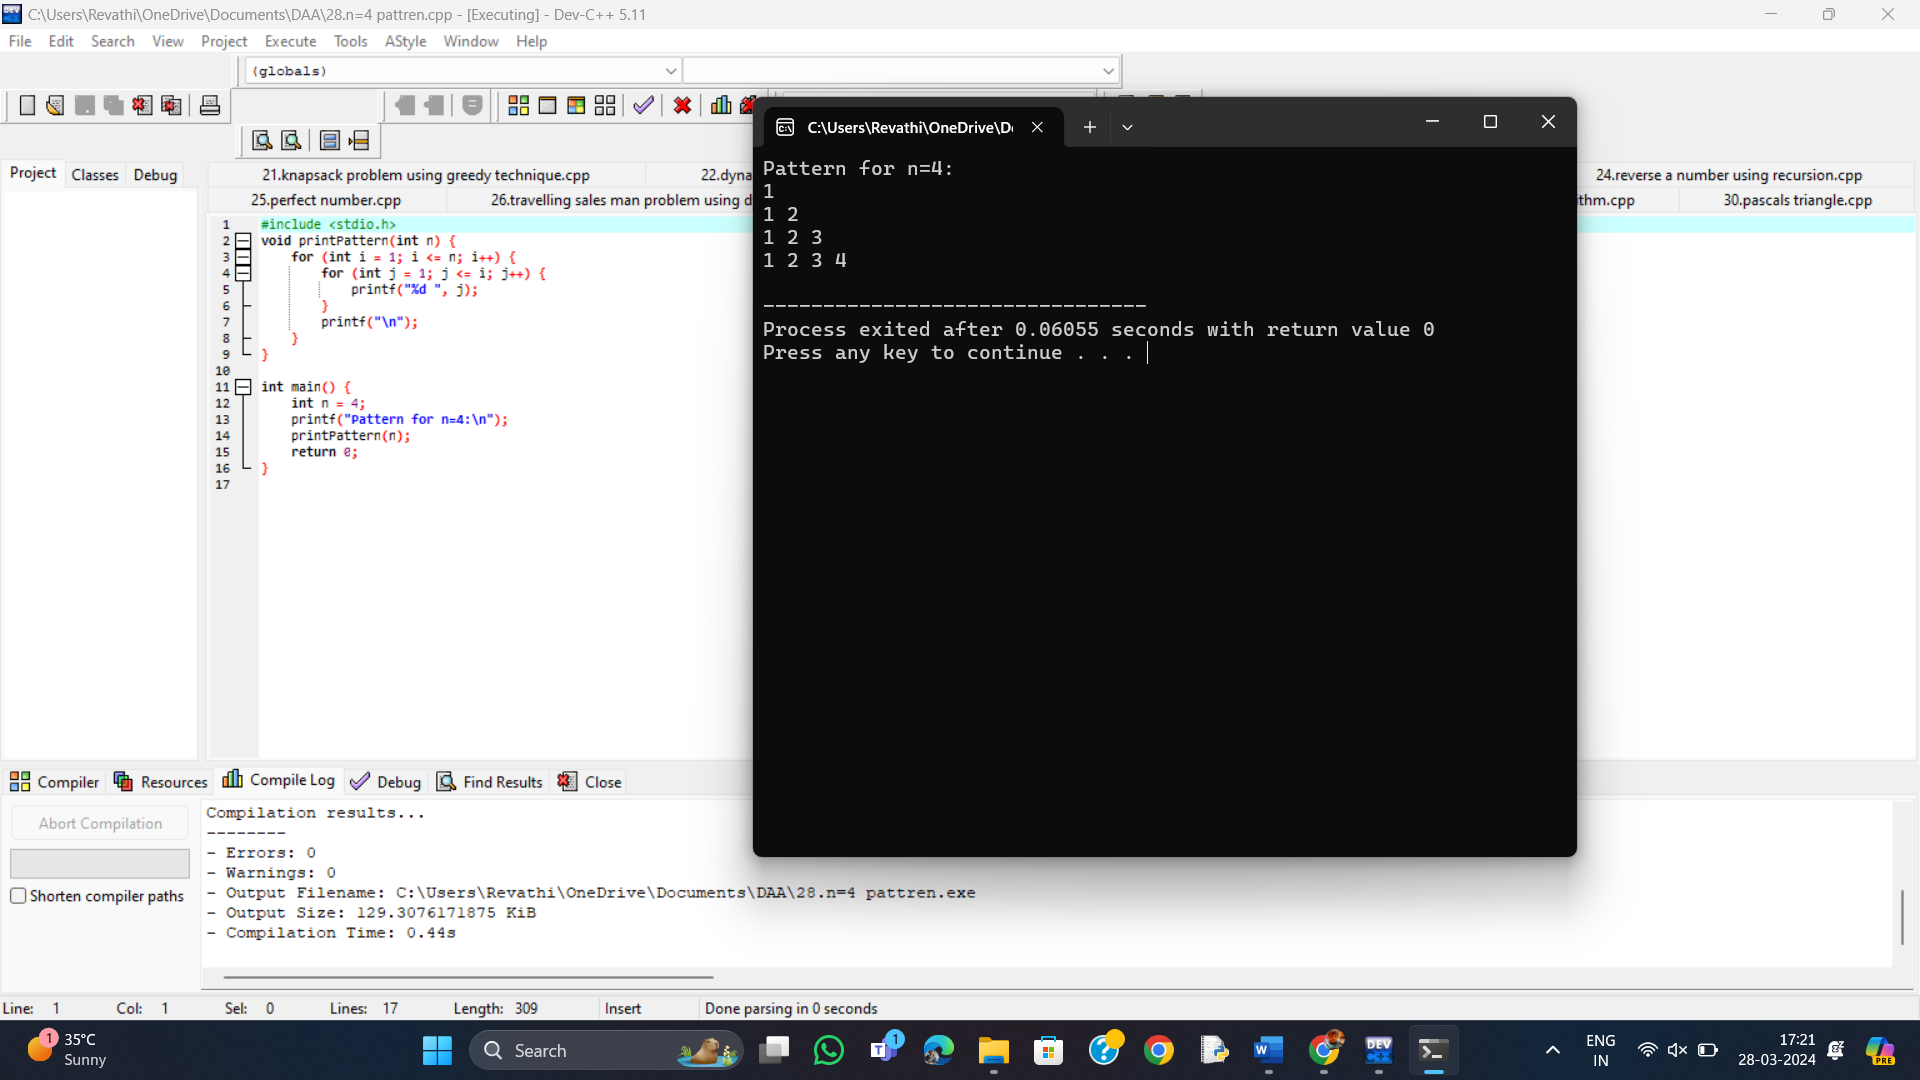 C:\Users\Revathi\OneDrive\Documents\DAA\28.n=4 pattren.cpp - [Executing] - Dev-C++ 5.11
File Edit Search View Project Execute Tools AStyle Window Help
(globals)
C:\Users\Revathi\OneDrive\D
Project Classes Debug
21.knapsack problem using greedy technique.cpp 22.dyna 24.reverse a number using recursion.cpp
25.perfect number.cpp 26.travelling sales man problem using d thm.cpp 30.pascals triangle.cpp
1 #include <stdio.h>
2 void printPattern(int n) {
3 for (int i = 1; i <= n; i++) {
4 for (int j = 1; j <= i; j++) {
5 printf("%d ", j);
6 }
7 printf("\n");
8 }
9 }
10
11 int main() {
12 int n = 4;
13 printf("Pattern for n=4:\n");
14 printPattern(n);
15 return 0;
16 }
17
Pattern for n=4:
1
1 2
1 2 3
1 2 3 4
--------------------------------
Process exited after 0.06055 seconds with return value 0
Press any key to continue . . .
Compiler Resources Compile Log Debug Find Results Close
Abort Compilation
Shorten compiler paths
Compilation results...
--------
- Errors: 0
- Warnings: 0
- Output Filename: C:\Users\Revathi\OneDrive\Documents\DAA\28.n=4 pattren.exe
- Output Size: 129.3076171875 KiB
- Compilation Time: 0.44s
Line: 1 Col: 1 Sel: 0 Lines: 17 Length: 309 Insert Done parsing in 0 seconds
1
35°C
Sunny
Search
1
ENG
IN
17:21
28-03-2024
PRE